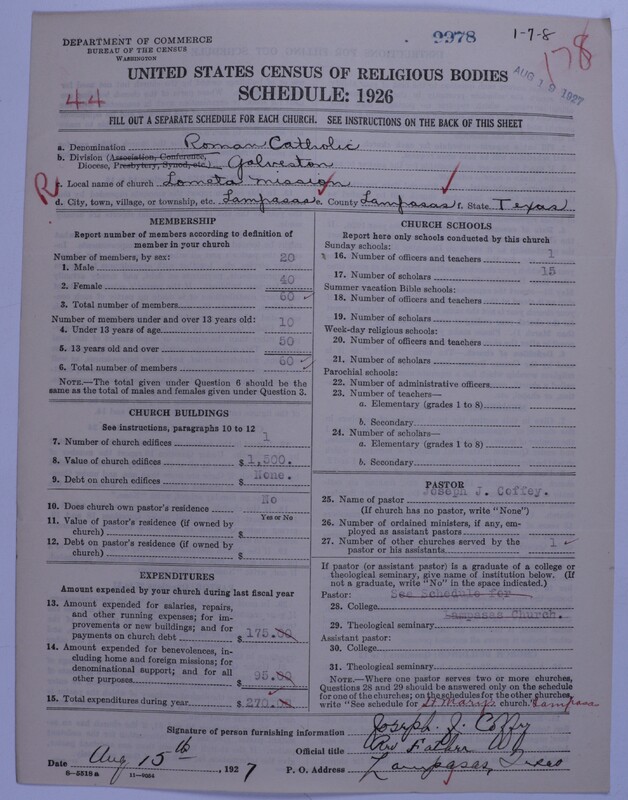 DEPARTMENT OF COMMERCE
BUREAU OF THE CENSUS
WASHINGTON
9978
1-7-8
178
AUG 19 1927
UNITED STATES CENSUS OF RELIGIOUS BODIES
SCHEDULE: 1926
44
FILL OUT A SEPARATE SCHEDULE FOR EACH CHURCH. SEE INSTRUCTIONS ON THE BACK OF THIS SHEET
a. Denomination Roman Catholic
b. Division (Association, Conference, Diocese, Presbytery, Synod, etc.) Galveston
R
c. Local name of church Lometa mission
d. City, town, village, or township, etc. Lampasas e. County Lampasas f. State Texas
MEMBERSHIP
Report number of members according to definition of
member in your church
Number of members, by sex:
1. Male 20
2. Female 40
3. Total number of members 60
Number of members under and over 13 years old:
4. Under 13 years of age 10
5. 13 years old and over 50
6. Total number of members 60
NOTE.—The total given under Question 6 should be the
same as the total of males and females given under Question 3.
CHURCH BUILDINGS
See instructions, paragraphs 10 to 12
7. Number of church edifices 1
8. Value of church edifices $ 1,500.
9. Debt on church edifices $ None.
10. Does church own pastor's residence No
Yes or No
11. Value of pastor's residence (if owned by
church) $
12. Debt on pastor's residence (if owned by
church) $
EXPENDITURES
Amount expended by your church during last fiscal year
13. Amount expended for salaries, repairs,
and other running expenses; for im-
provements or new buildings; and for
payments on church debt $ 175.00
14. Amount expended for benevolences, in-
cluding home and foreign missions; for
denominational support; and for all
other purposes $ 95.00
15. Total expenditures during year $ 270.00
CHURCH SCHOOLS
Report here only schools conducted by this church
Sunday schools:
16. Number of officers and teachers 1
17. Number of scholars 15
Summer vacation Bible schools:
18. Number of officers and teachers
19. Number of scholars
Week-day religious schools:
20. Number of officers and teachers
21. Number of scholars
Parochial schools:
22. Number of administrative officers
23. Number of teachers—
a. Elementary (grades 1 to 8)
b. Secondary
24. Number of scholars—
a. Elementary (grades 1 to 8)
b. Secondary
PASTOR
25. Name of pastor Joseph J. Coffey.
(If church has no pastor, write "None")
26. Number of ordained ministers, if any, em-
ployed as assistant pastors
27. Number of other churches served by the
pastor or his assistants 1
If pastor (or assistant pastor) is a graduate of a college or
theological seminary, give name of institution below. (If
not a graduate, write "No" in the space indicated.)
Pastor: See Schedule for
28. College
Lampasas Church.
29. Theological seminary
Assistant pastor:
30. College
31. Theological seminary
NOTE.—Where one pastor serves two or more churches,
Questions 28 and 29 should be answered only on the schedule
for one of the churches; on the schedules for the other churches,
write "See schedule for St Mary's church." Lampasas
Signature of person furnishing information Joseph J. Coffey
Official title Rev Father
Date Aug 15th, 1927 P. O. Address Lampasas, Texas
8-5518a 11-9264